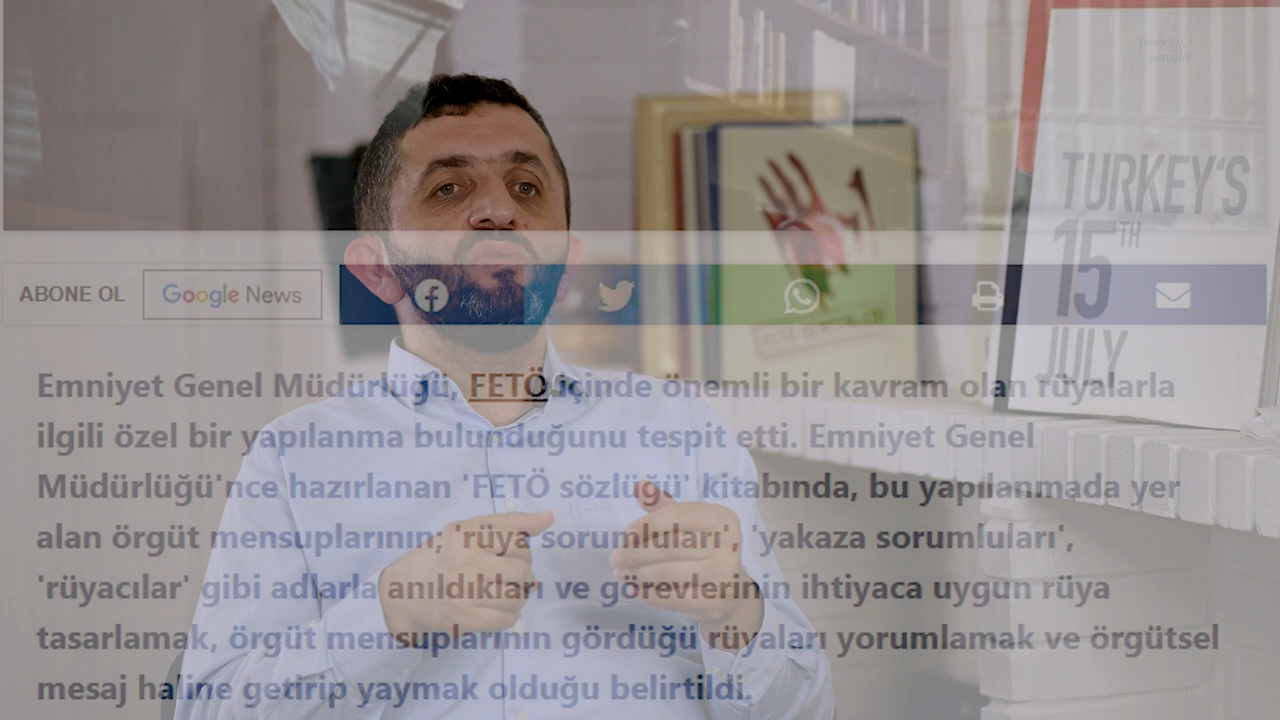 TURKEY'S
15TH
JULY
ABONE OL
Google News
Emniyet Genel Müdürlüğü, FETÖ içinde önemli bir kavram olan rüyalarla
ilgili özel bir yapılanma bulunduğunu tespit etti. Emniyet Genel
Müdürlüğü'nce hazırlanan 'FETÖ sözlüğü' kitabında, bu yapılanmada yer
alan örgüt mensuplarının; 'rüya sorumluları', 'yakaza sorumluları',
'rüyacılar' gibi adlarla anıldıkları ve görevlerinin ihtiyaca uygun rüya
tasarlamak, örgüt mensuplarının gördüğü rüyaları yorumlamak ve örgütsel
mesaj haline getirip yaymak olduğu belirtildi.